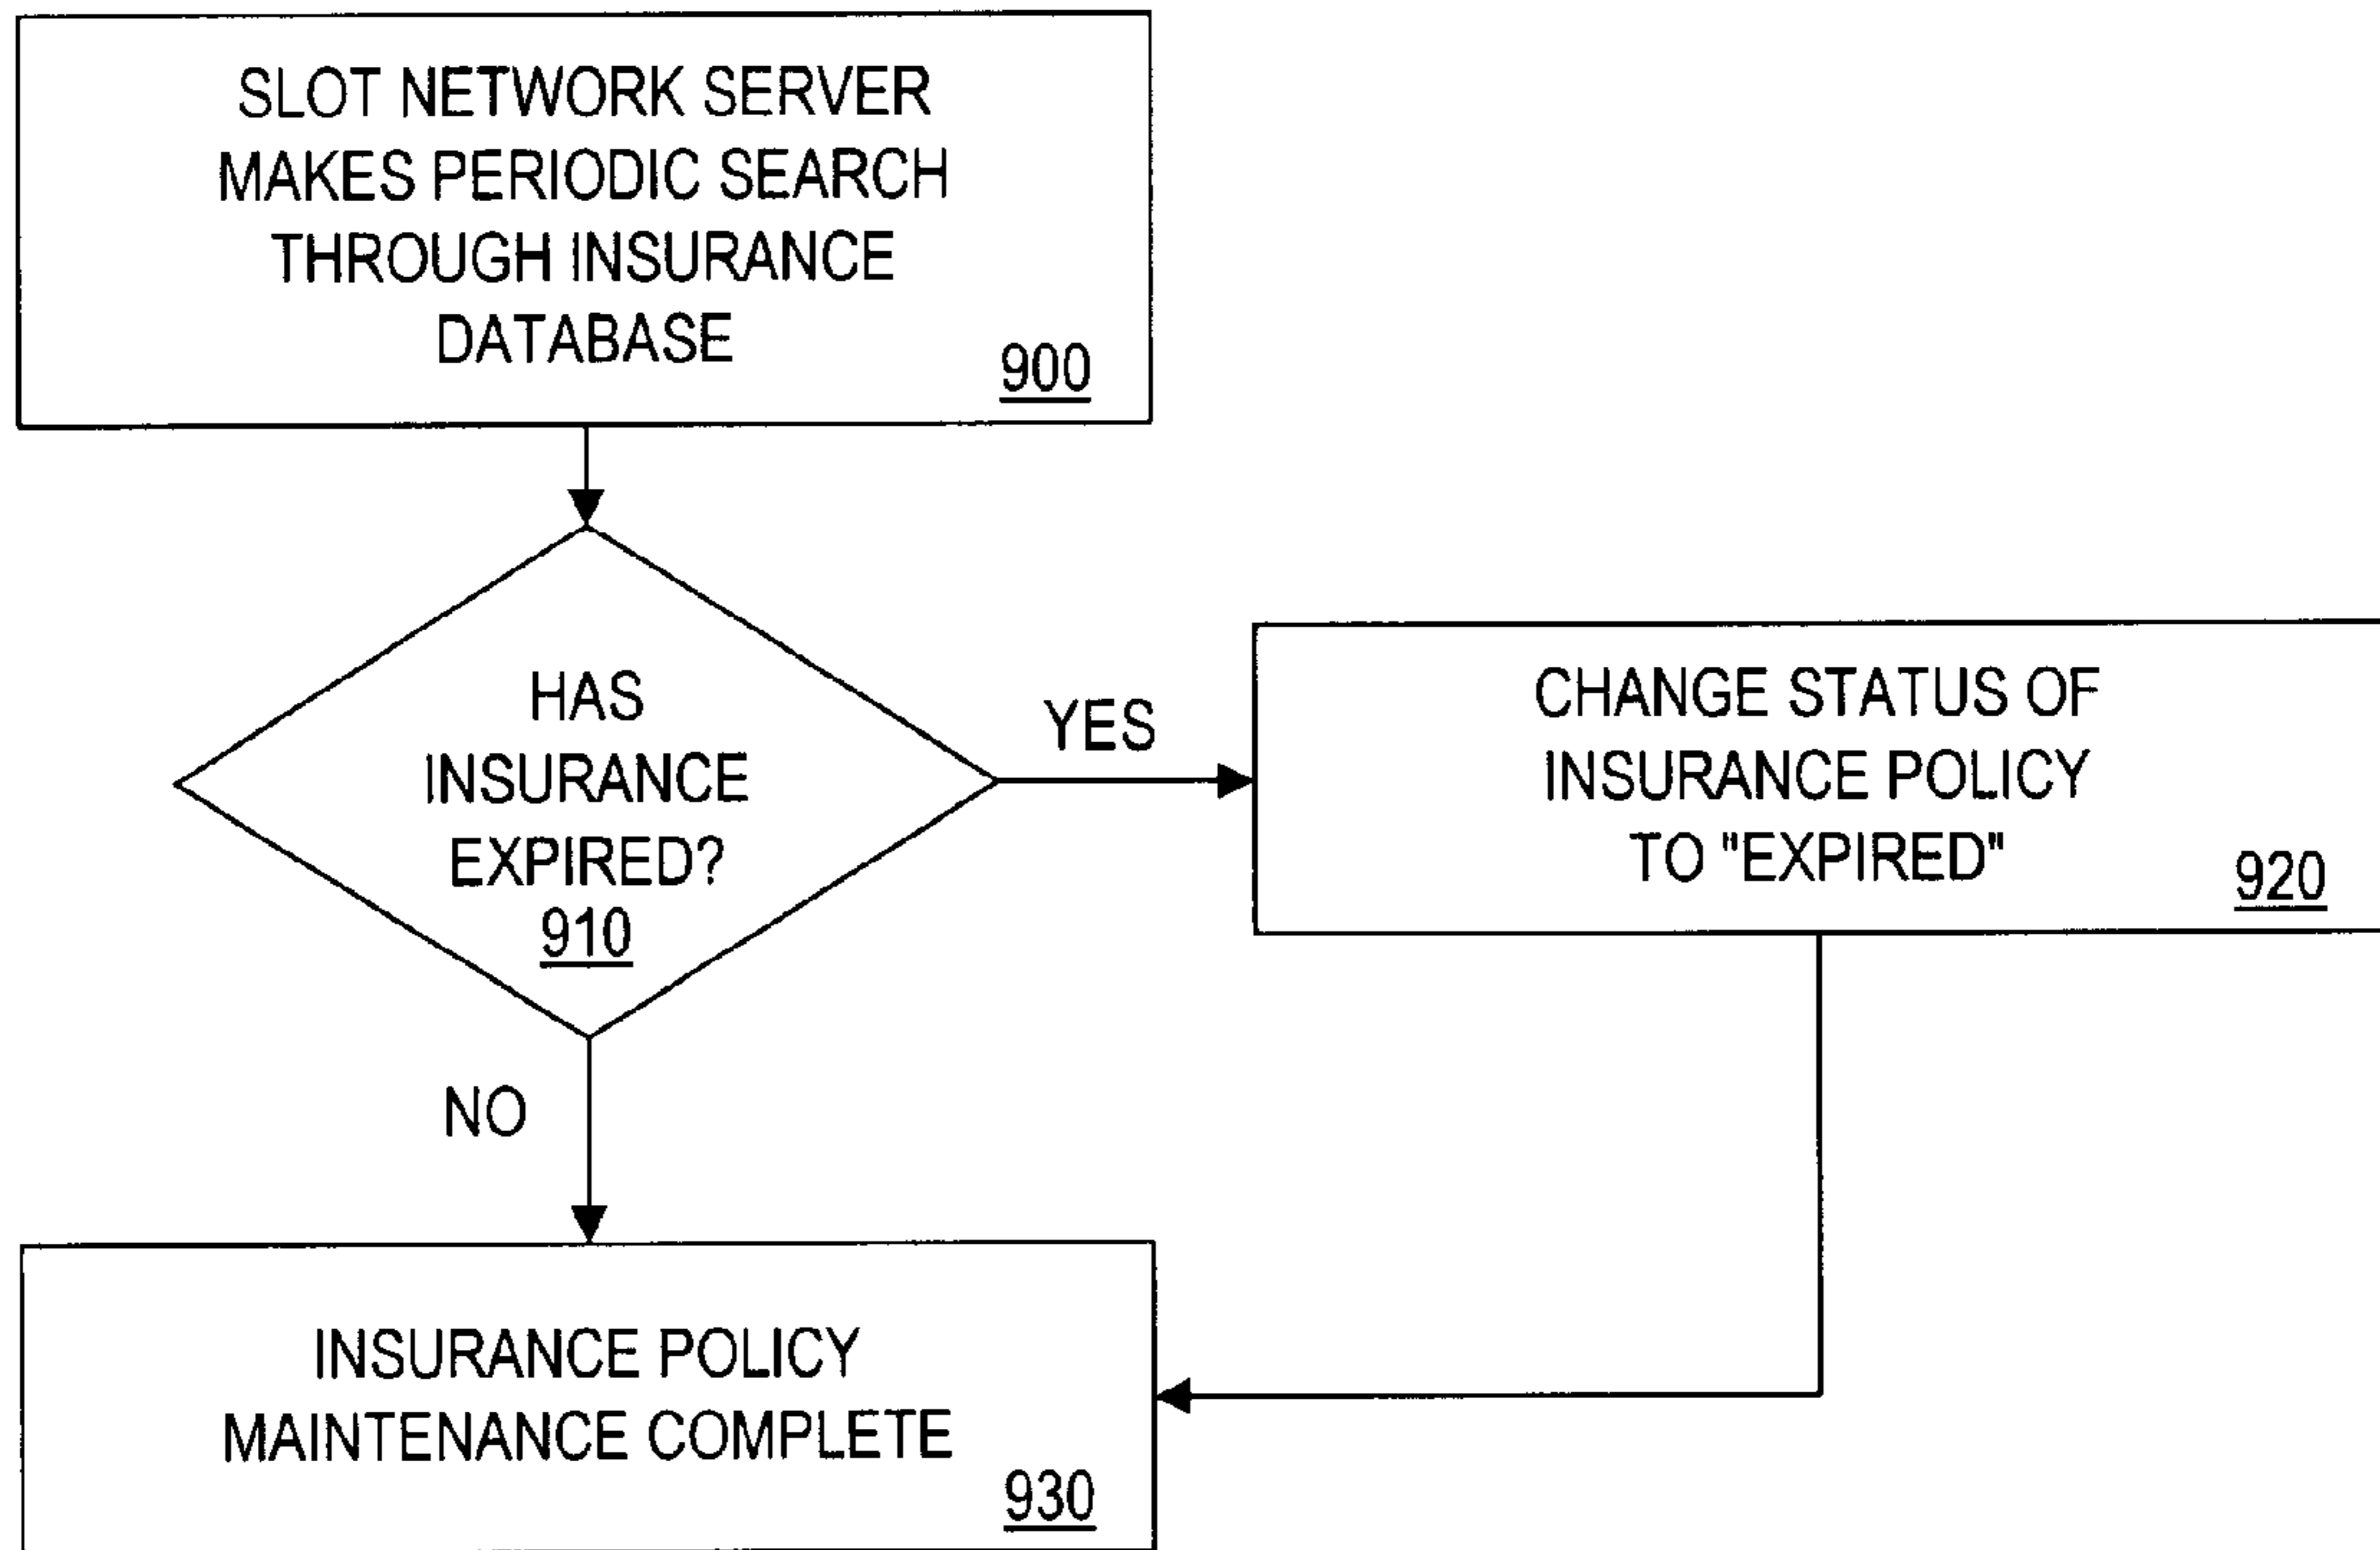 SLOT NETWORK SERVER
MAKES PERIODIC SEARCH
THROUGH INSURANCE
DATABASE
900
HAS
INSURANCE
EXPIRED?
910
YES
CHANGE STATUS OF
INSURANCE POLICY
TO "EXPIRED"
920
NO
INSURANCE POLICY
MAINTENANCE COMPLETE
930